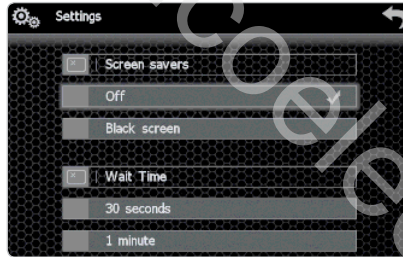 Settings
Screen savers
Off
Black screen
Wait Time
30 seconds
1 minute